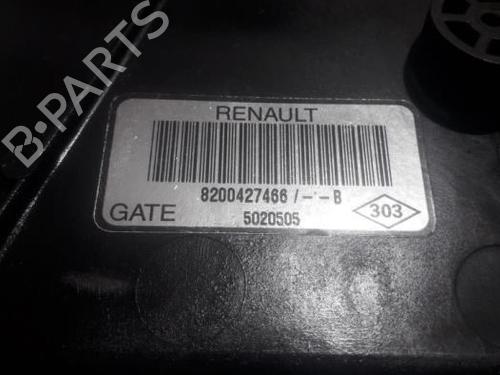 B-PARTS
RENAULT
8200427466/--B
GATE
5020505
303